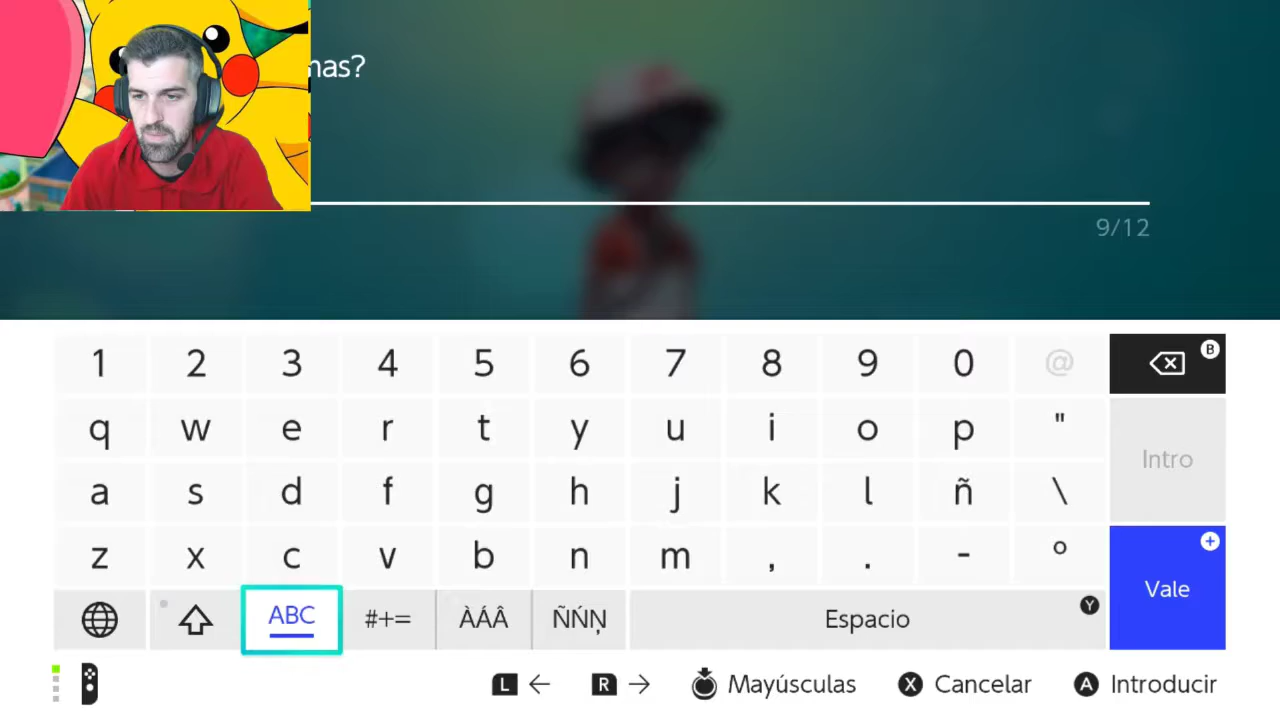 mas?
9/12
1 2 3 4 5 6 7 8 9 0 @ B
q w e r t y u i o p "
a s d f g h j k l ñ \ Intro
z x c v b n m , . - º
ABC #+= ÀÁÂ ÑŃŅ Espacio Y Vale +
L ← R → Mayúsculas X Cancelar A Introducir